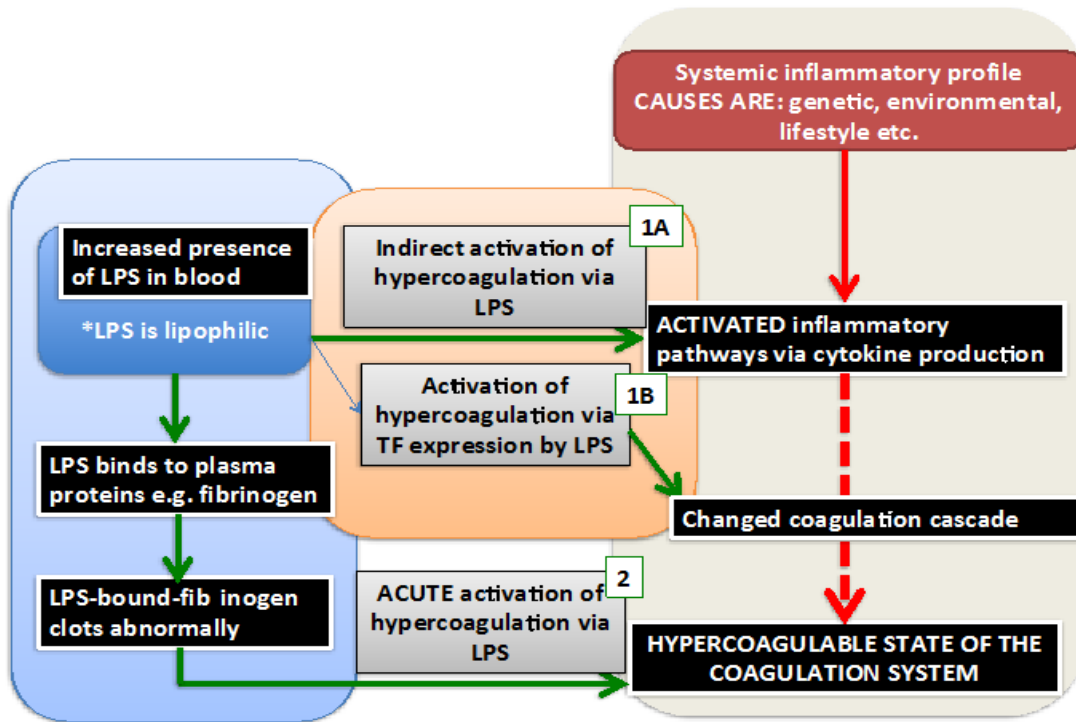 Systemic inflammatory profile
CAUSES ARE: genetic, environmental,
lifestyle etc.
1A
Increased presence
of LPS in blood
*LPS is lipophilic
Indirect activation of
hypercoagulation via
LPS
ACTIVATED inflammatory
pathways via cytokine production
1B
Activation of
hypercoagulation via
TF expression by LPS
LPS binds to plasma
proteins e.g. fibrinogen
Changed coagulation cascade
2
LPS-bound-fib inogen
clots abnormally
ACUTE activation of
hypercoagulation via
LPS
HYPERCOAGULABLE STATE OF THE
COAGULATION SYSTEM